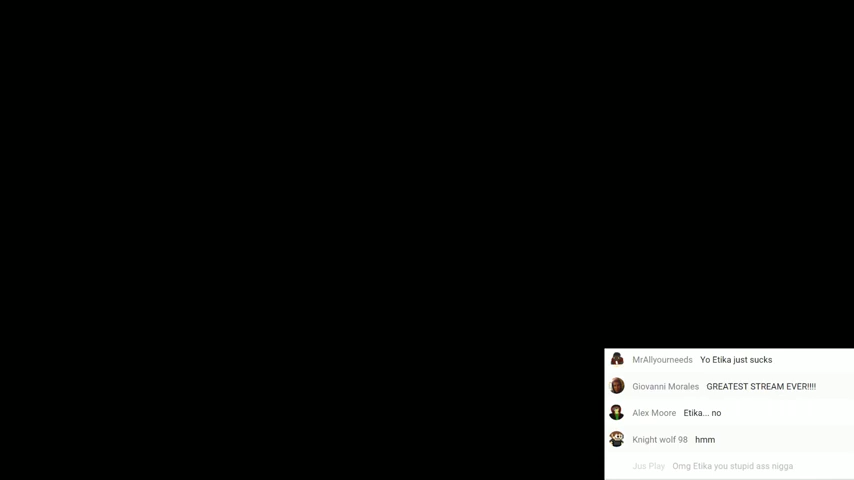 MrAllyourneeds Yo Etika just sucks
Giovanni Morales GREATEST STREAM EVER!!!!
Alex Moore Etika... no
Knight wolf 98 hmm
Jus Play Omg Etika you stupid ass nigga